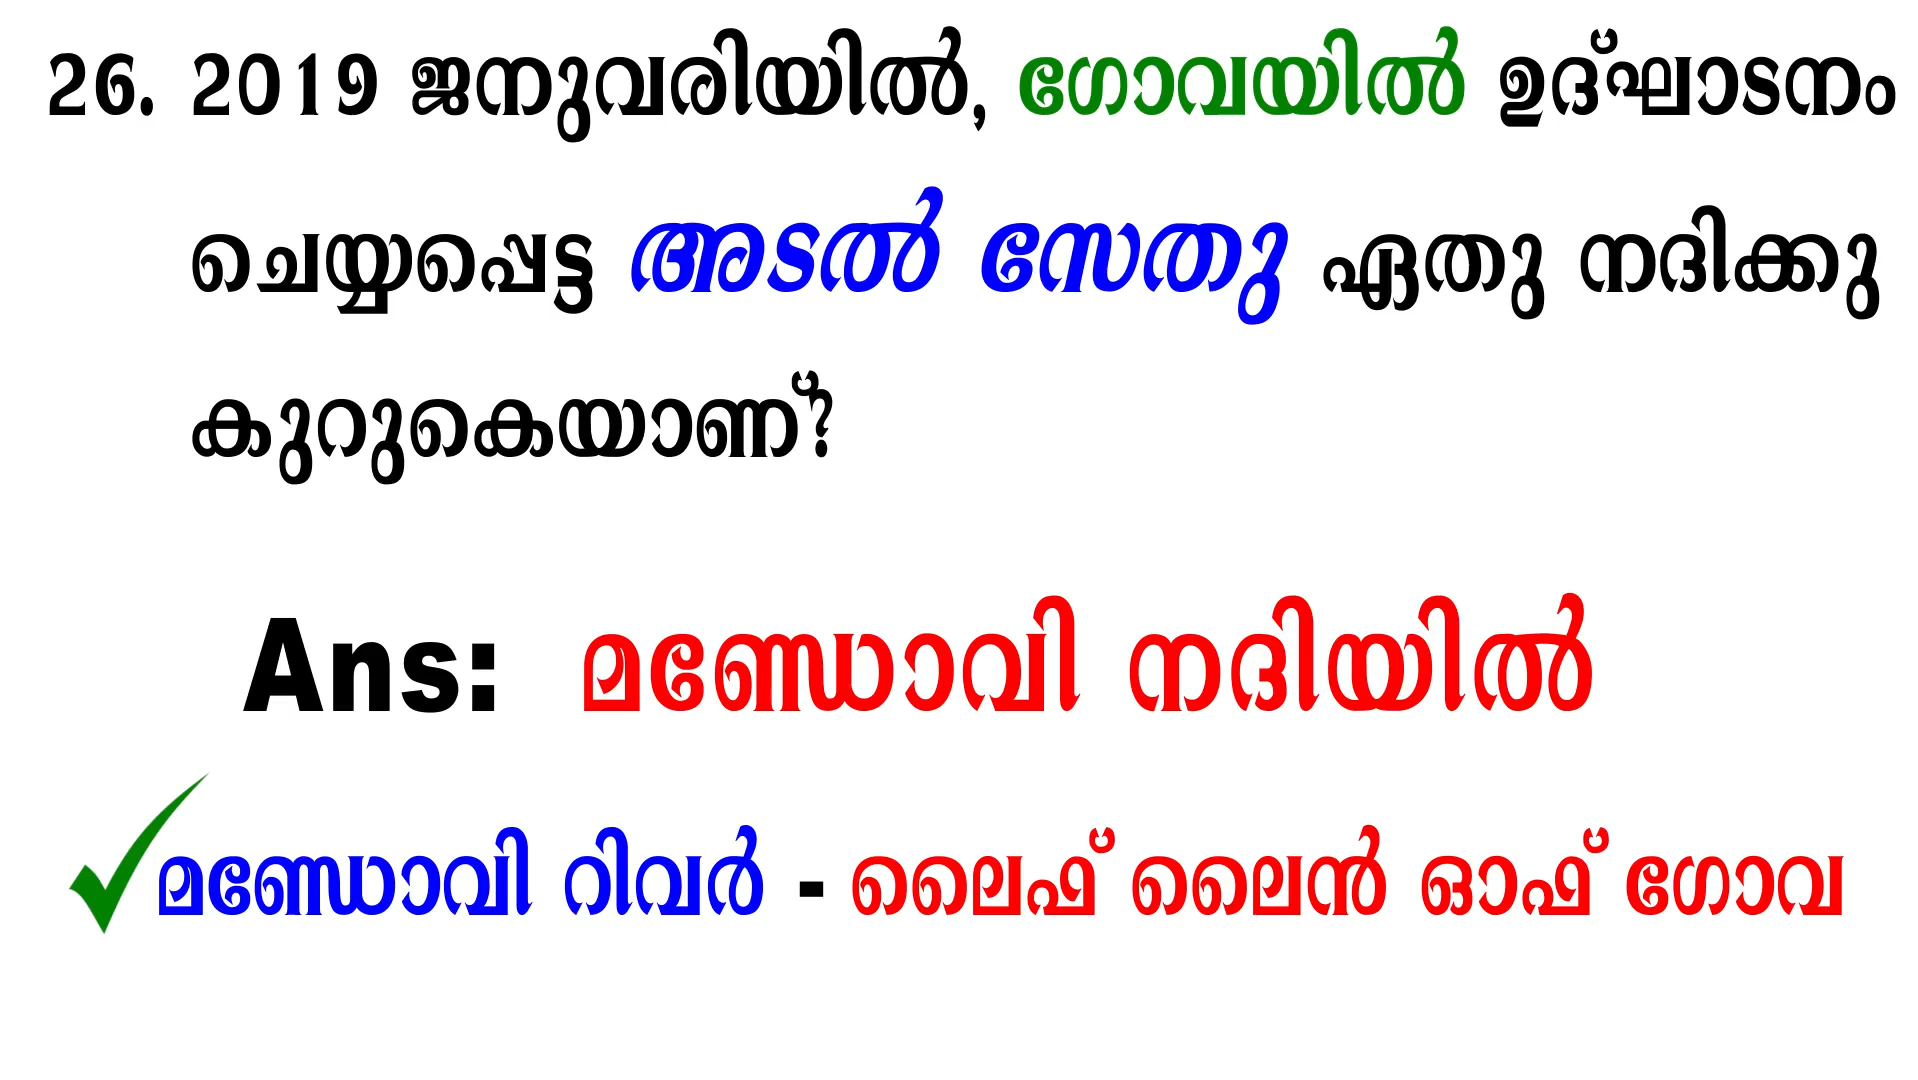 26. 2019 ജനുവരിയിൽ, ഗോവയിൽ ഉദ്ഘാടനം
ചെയ്യപ്പെട്ട അടൽ സേതു ഏതു നദിക്കു
കുറുകെയാണ്?
Ans: മണ്ഡോവി നദിയിൽ
മണ്ഡോവി റിവർ - ലൈഫ് ലൈൻ ഓഫ് ഗോവ